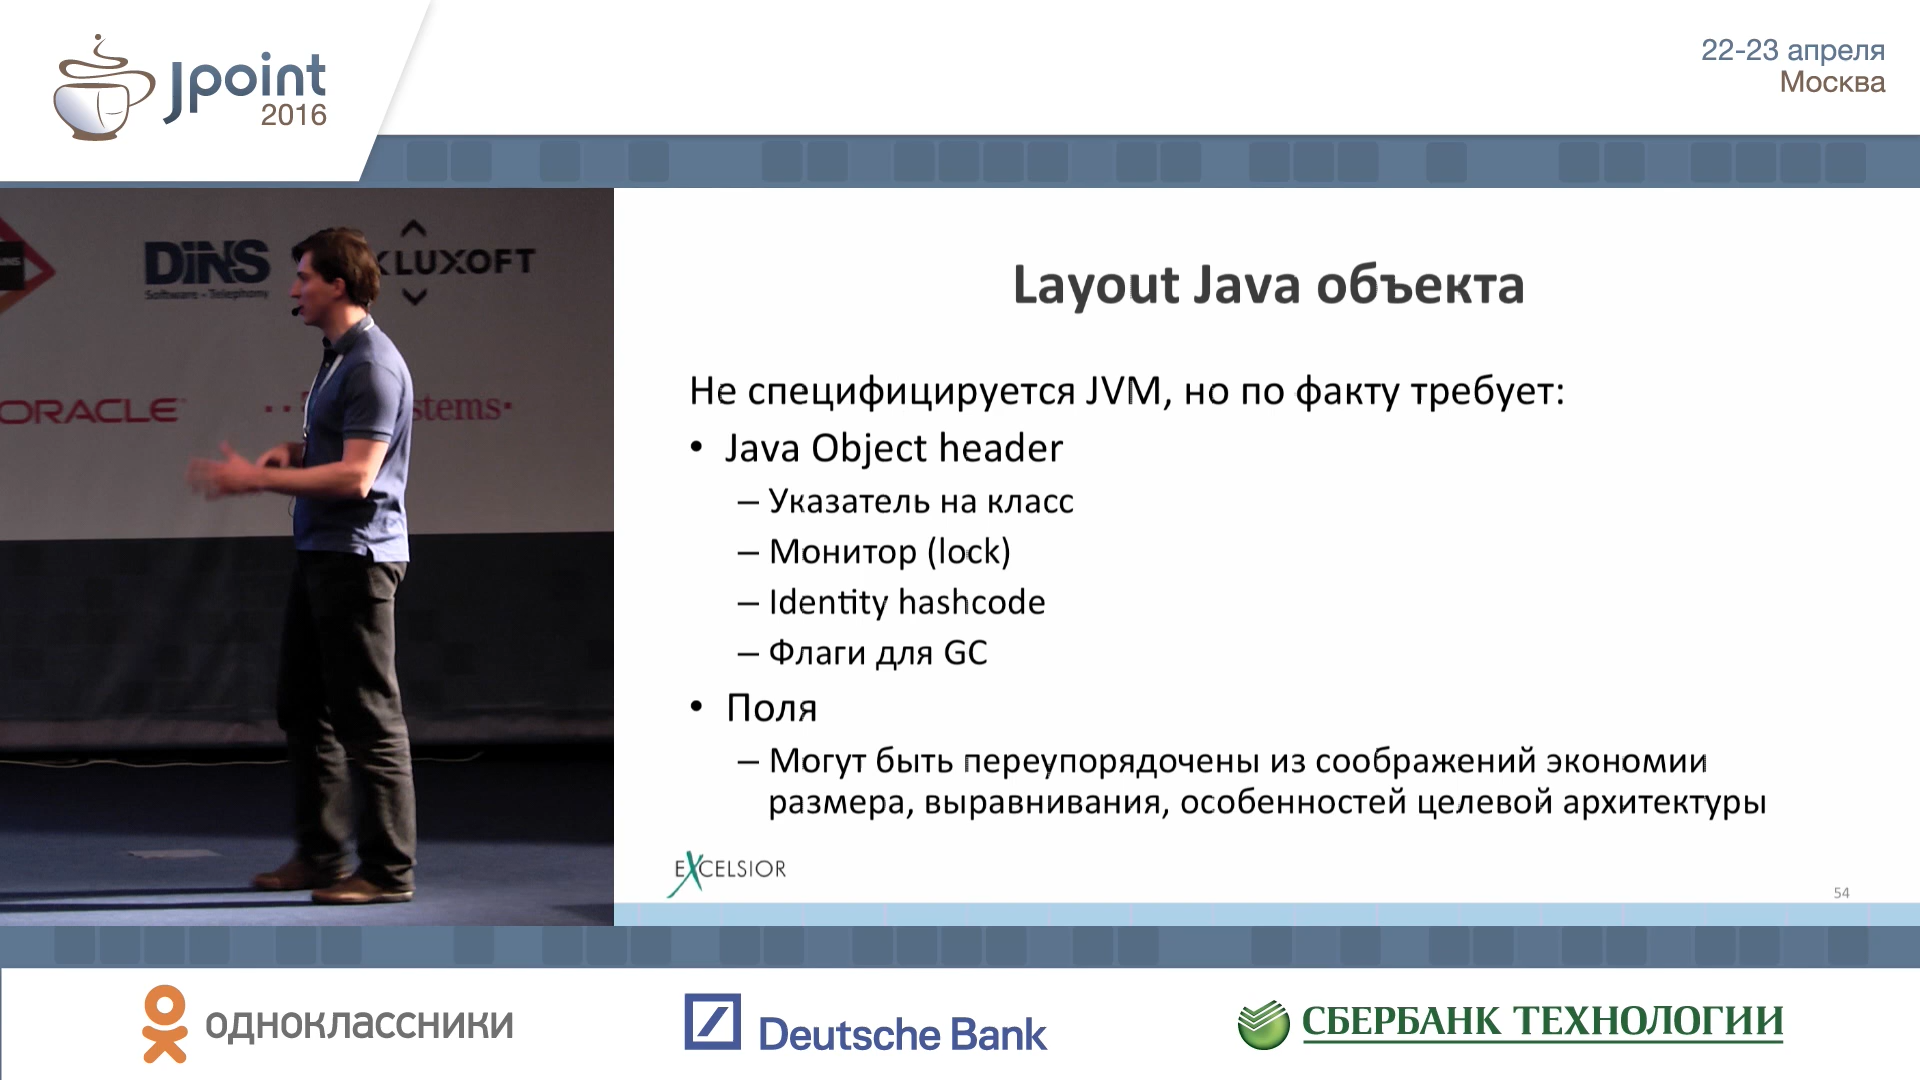 Jpoint
2016
22-23 апреля
Москва
DINS
Software - Telephony
LUXOFT
ORACLE
stems
Layout Java объекта
Не специфицируется JVM, но по факту требует:
• Java Object header
– Указатель на класс
– Монитор (lock)
– Identity hashcode
– Флаги для GC
• Поля
– Могут быть переупорядочены из соображений экономии
размера, выравнивания, особенностей целевой архитектуры
EXCELSIOR
54
одноклассники
Deutsche Bank
СБЕРБАНК ТЕХНОЛОГИИ